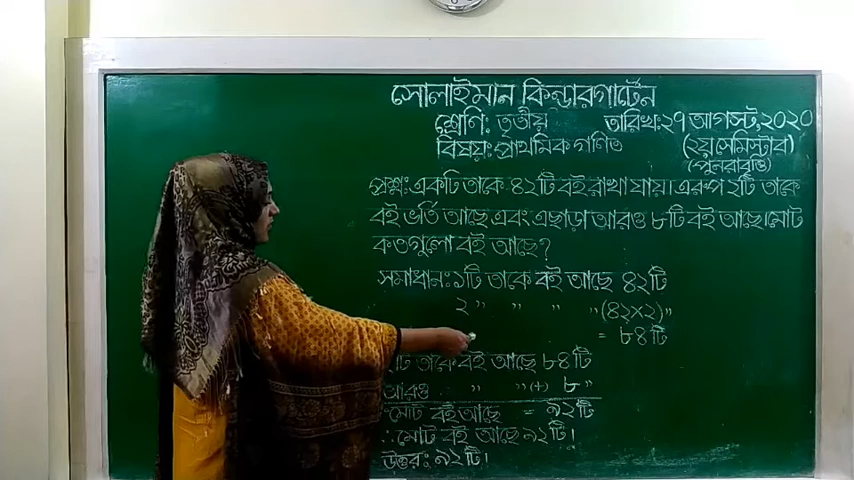 সোলাইমান কিন্ডারগার্টেন
শ্রেণি: তৃতীয় তারিখ: ২৭ আগস্ট, ২০২০
বিষয়: প্রাথমিক গণিত (২য় সেমিস্টার)
(পুনরাবৃত্তি)
প্রশ্ন: একটি তাকে ৪২টি বই রাখা যায়। এরূপ ২টি তাক
বই ভর্তি আছে এবং এছাড়া আরও ৮টি বই আছে। মোট
কতগুলো বই আছে?
সমাধান: ১টি তাকে বই আছে ৪২টি
২ " " " " (৪২×২) "
= ৮৪টি
২টি তাকে বই আছে ৮৪টি
আরও " " (+) ৮ "
মোট বই আছে = ৯২টি
∴ মোট বই আছে ৯২টি।
উত্তর: ৯২টি।